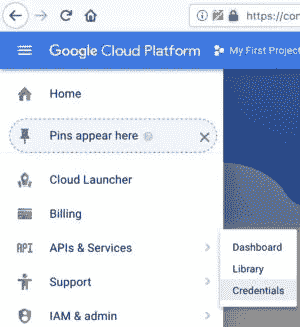 https://con
Google Cloud Platform
My First Project
Home
Pins appear here
Cloud Launcher
Billing
API
APIs & Services
Dashboard
Library
Support
Credentials
IAM & admin